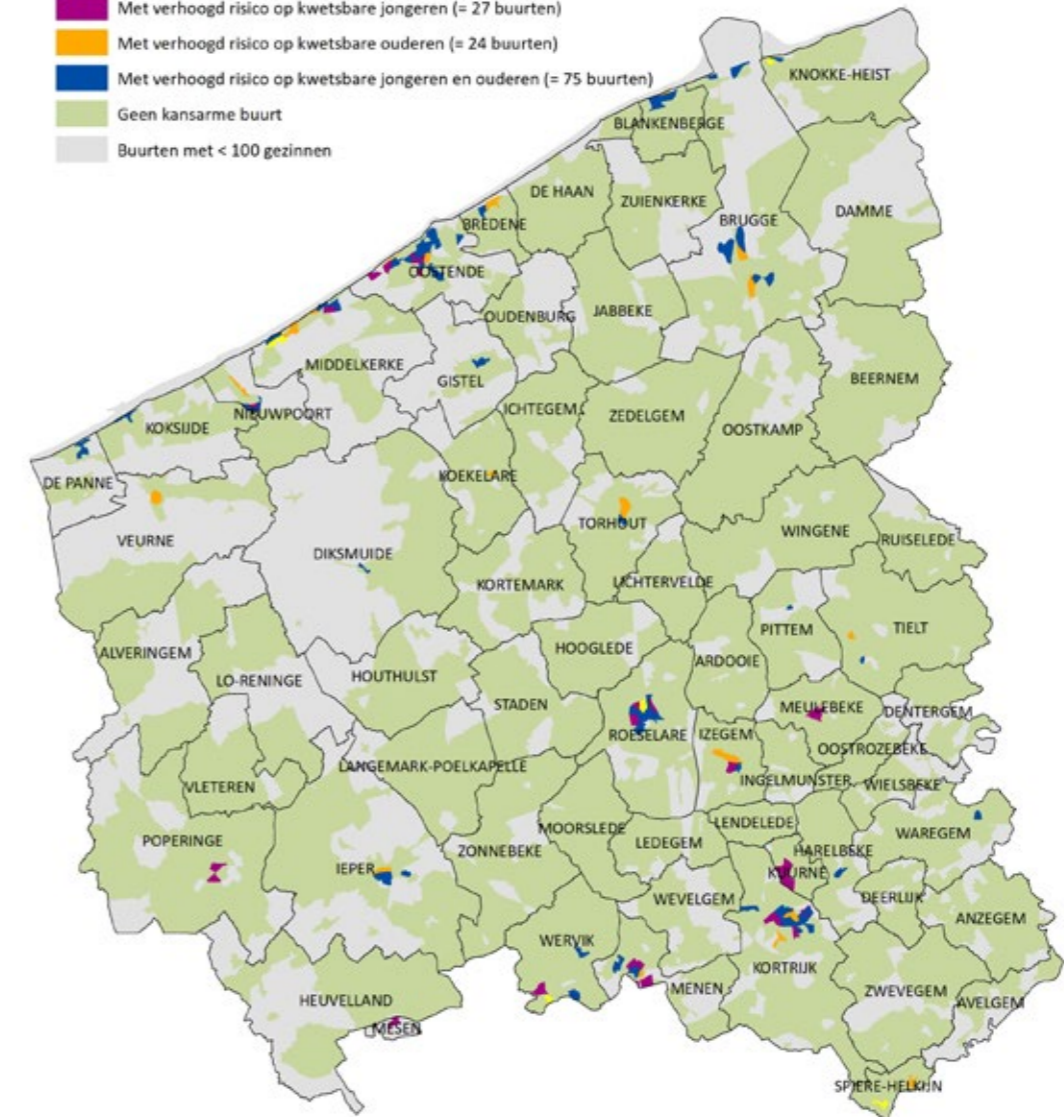 Met verhoogd risico op kwetsbare jongeren (= 27 buurten)
Met verhoogd risico op kwetsbare ouderen (= 24 buurten)
Met verhoogd risico op kwetsbare jongeren en ouderen (= 75 buurten)
Geen kansarme buurt
Buurten met < 100 gezinnen
KNOKKE-HEIST
BLANKENBERGE
DE HAAN
ZUIENKERKE
BRUGGE
DAMME
BREDENE
OOSTENDE
OUDENBURG
JABBEKE
MIDDELKERKE
GISTEL
BEERNEM
ICHTEGEM
ZEDELGEM
OOSTKAMP
NIEUWPOORT
KOKSIJDE
DE PANNE
KOEKELARE
TORHOUT
WINGENE
RUISELEDE
VEURNE
DIKSMUIDE
KORTEMARK
LICHTERVELDE
PITTEM
TIELT
ALVERINGEM
HOOGLEDE
ARDOOIE
LO-RENINGE
HOUTHULST
STADEN
MEULEBEKE
DENTERGEM
ROESELARE
IZEGEM
OOSTROZEBEKE
LANGEMARK-POELKAPELLE
INGELMUNSTER
WIELSBEKE
VLETEREN
MOORSLEDE
LENDELEDE
WAREGEM
POPERINGE
ZONNEBEKE
LEDEGEM
HARELBEKE
IEPER
KUURNE
WEVELGEM
DEERLIJK
ANZEGEM
WERVIK
KORTRIJK
MENEN
ZWEVEGEM
AVELGEM
HEUVELLAND
MESEN
SPIERE-HELKIJN